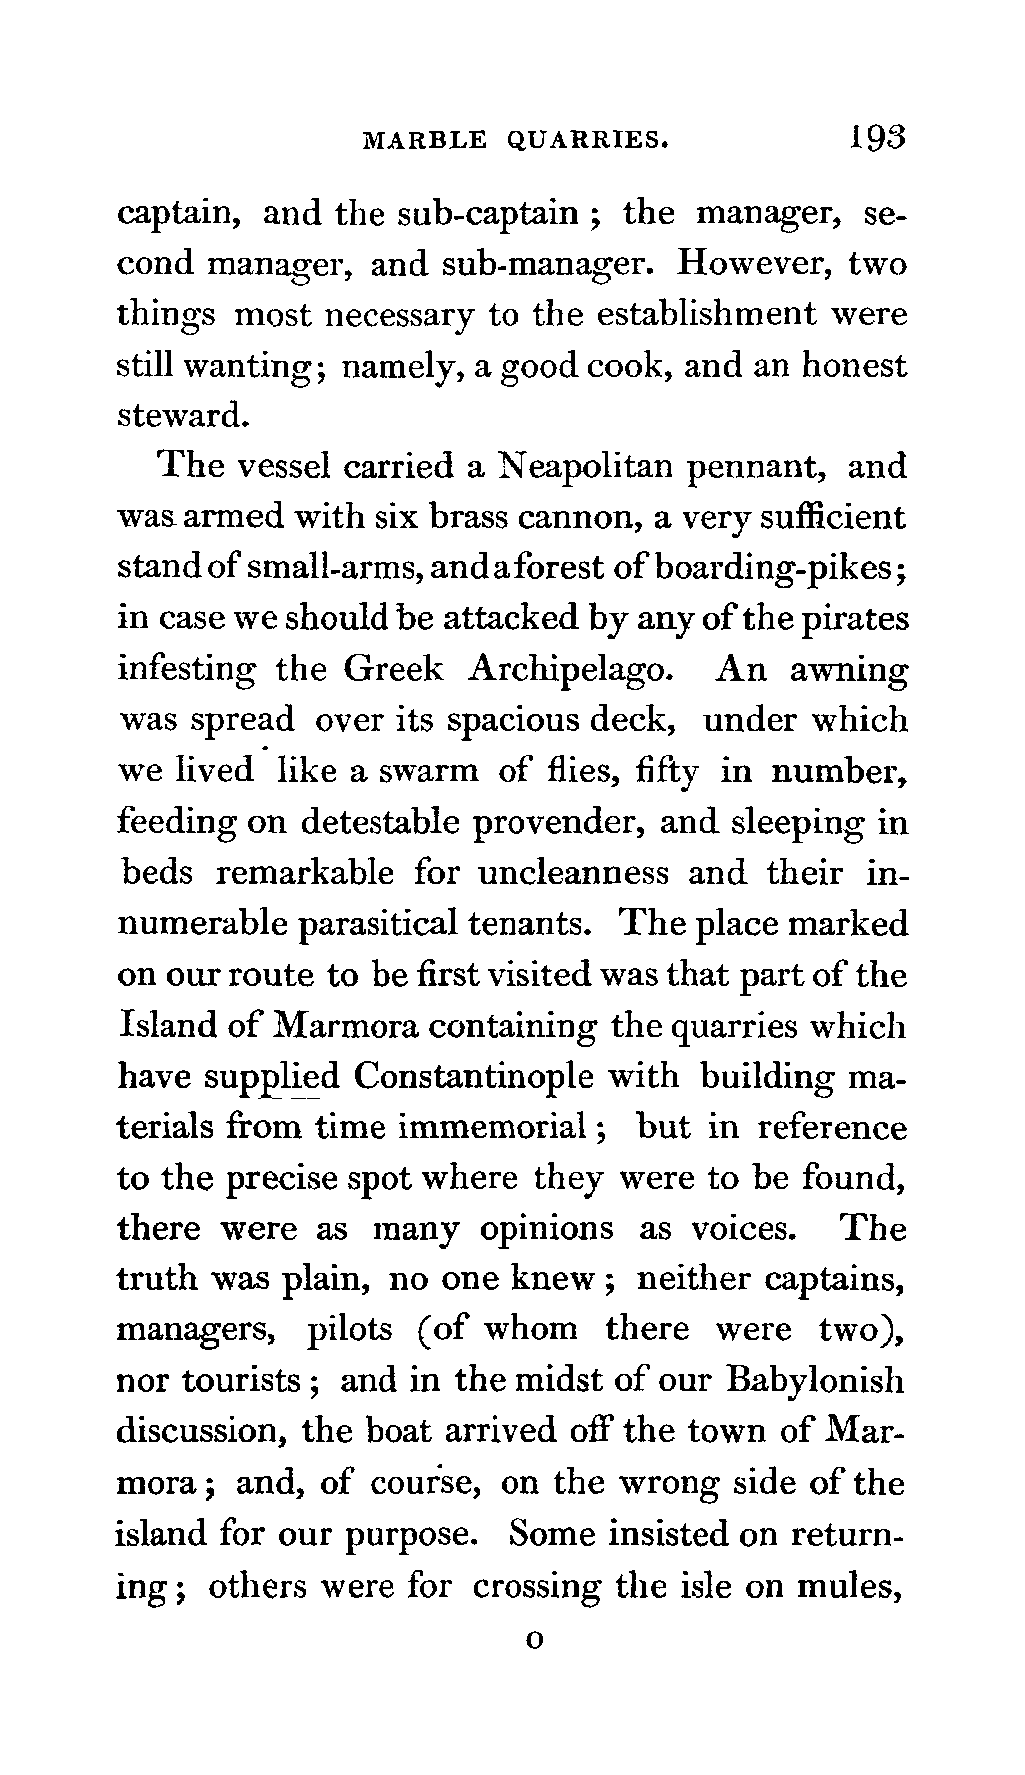 MARBLE QUARRIES. 193
captain, and the sub-captain ; the manager, se-
cond manager, and sub-manager. However, two
things most necessary to the establishment were
still wanting; namely, a good cook, and an honest
steward.
The vessel carried a Neapolitan pennant, and
was armed with six brass cannon, a very sufficient
stand of small-arms, and a forest of boarding-pikes;
in case we should be attacked by any of the pirates
infesting the Greek Archipelago. An awning
was spread over its spacious deck, under which
we lived like a swarm of flies, fifty in number,
feeding on detestable provender, and sleeping in
beds remarkable for uncleanness and their in-
numerable parasitical tenants. The place marked
on our route to be first visited was that part of the
Island of Marmora containing the quarries which
have supplied Constantinople with building ma-
terials from time immemorial ; but in reference
to the precise spot where they were to be found,
there were as many opinions as voices. The
truth was plain, no one knew ; neither captains,
managers, pilots (of whom there were two),
nor tourists ; and in the midst of our Babylonish
discussion, the boat arrived off the town of Mar-
mora ; and, of course, on the wrong side of the
island for our purpose. Some insisted on return-
ing ; others were for crossing the isle on mules,
O